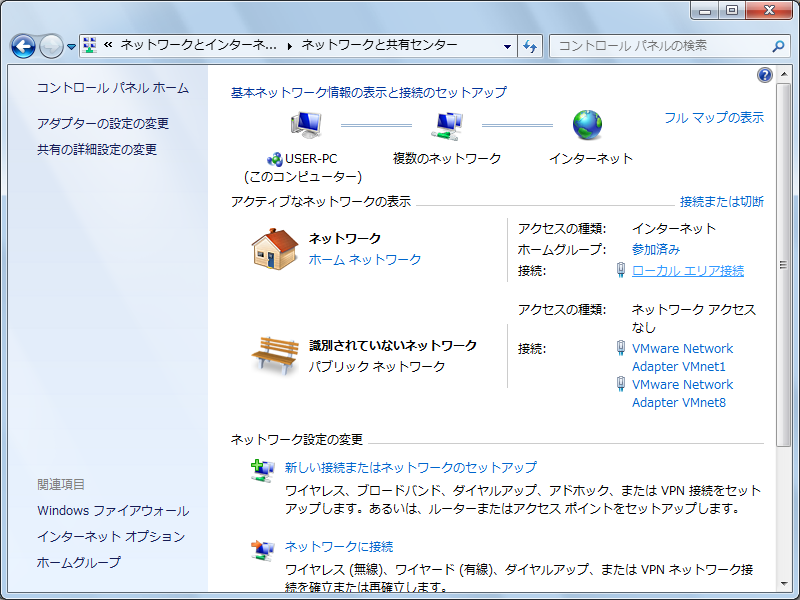 « ネットワークとインターネ... ▸ ネットワークと共有センター
コントロール パネルの検索
コントロール パネル ホーム
アダプターの設定の変更
共有の詳細設定の変更
関連項目
Windows ファイアウォール
インターネット オプション
ホームグループ
基本ネットワーク情報の表示と接続のセットアップ
フル マップの表示
USER-PC
(このコンピューター)
複数のネットワーク
インターネット
アクティブなネットワークの表示
接続または切断
ネットワーク
ホーム ネットワーク
アクセスの種類: インターネット
ホームグループ: 参加済み
接続: ローカル エリア接続
識別されていないネットワーク
パブリック ネットワーク
アクセスの種類: ネットワーク アクセス
なし
接続: VMware Network
Adapter VMnet1
VMware Network
Adapter VMnet8
ネットワーク設定の変更
新しい接続またはネットワークのセットアップ
ワイヤレス、ブロードバンド、ダイヤルアップ、アドホック、または VPN 接続をセット
アップします。あるいは、ルーターまたはアクセス ポイントをセットアップします。
ネットワークに接続
ワイヤレス (無線)、ワイヤード (有線)、ダイヤルアップ、または VPN ネットワーク接
続を確立または再確立します。